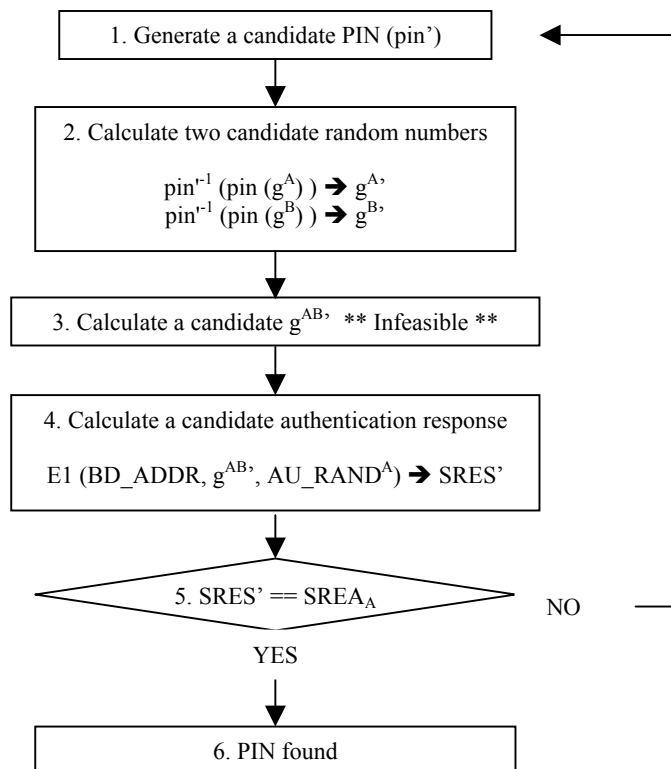 1. Generate a candidate PIN (pin’)
2. Calculate two candidate random numbers
pin'⁻¹ (pin (gᴬ) ) ➔ gᴬ’
pin'⁻¹ (pin (gᴮ) ) ➔ gᴮ’
3. Calculate a candidate gᴬᴮ’ ** Infeasible **
4. Calculate a candidate authentication response
E1 (BD_ADDR, gᴬᴮ’, AU_RANDᴬ) ➔ SRES’
5. SRES’ == SREA_A
NO
YES
6. PIN found